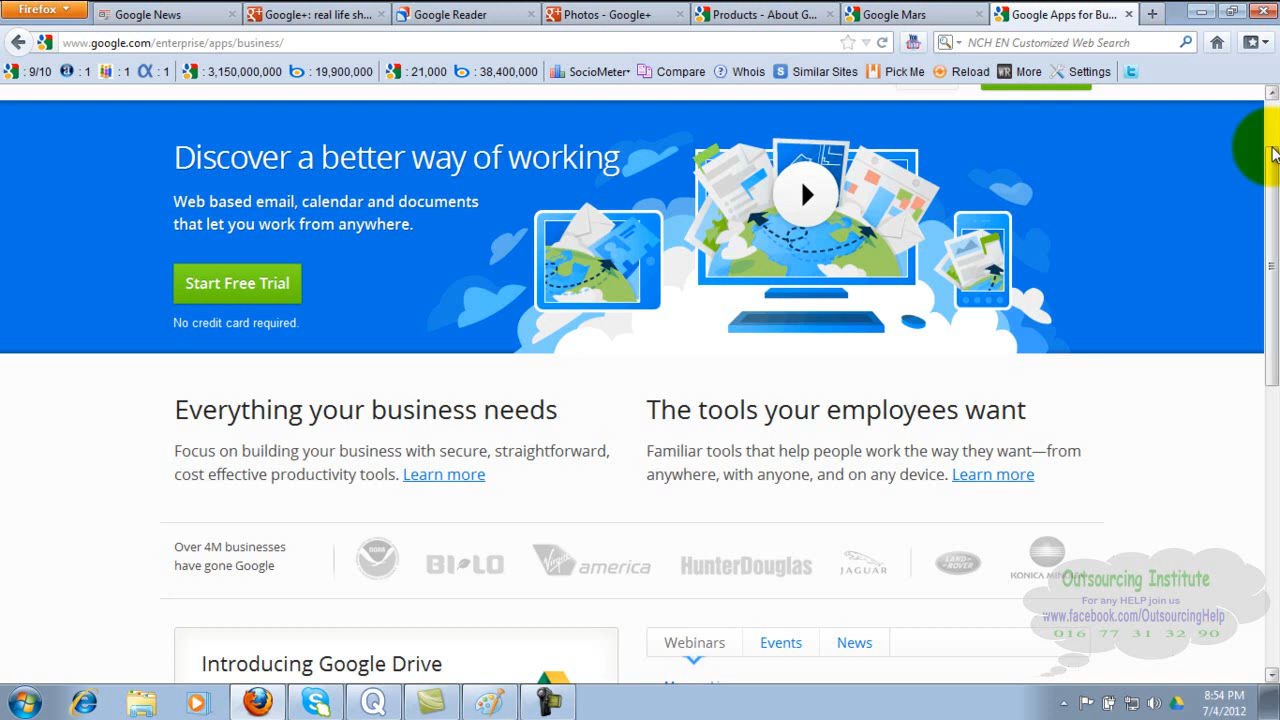 Firefox
Google News
Google+: real life sh...
Google Reader
Photos - Google+
Products - About G...
Google Mars
Google Apps for Bu...
www.google.com/enterprise/apps/business/
NCH EN Customized Web Search
: 9/10 : 1 : 1 : 1 : 3,150,000,000 : 19,900,000 : 21,000 : 38,400,000 SocioMeter Compare Whois Similar Sites Pick Me Reload More Settings
Discover a better way of working
Web based email, calendar and documents
that let you work from anywhere.
Start Free Trial
No credit card required.
Everything your business needs
Focus on building your business with secure, straightforward,
cost effective productivity tools. Learn more
The tools your employees want
Familiar tools that help people work the way they want—from
anywhere, with anyone, and on any device. Learn more
Over 4M businesses
have gone Google
BI-LO
Virgin america
HunterDouglas
JAGUAR
LAND ROVER
KONICA
Outsourcing Institute
For any HELP join us
www.facebook.com/OutsourcingHelp
016 77 31 32 90
Introducing Google Drive
Webinars
Events
News
8:54 PM
7/4/2012